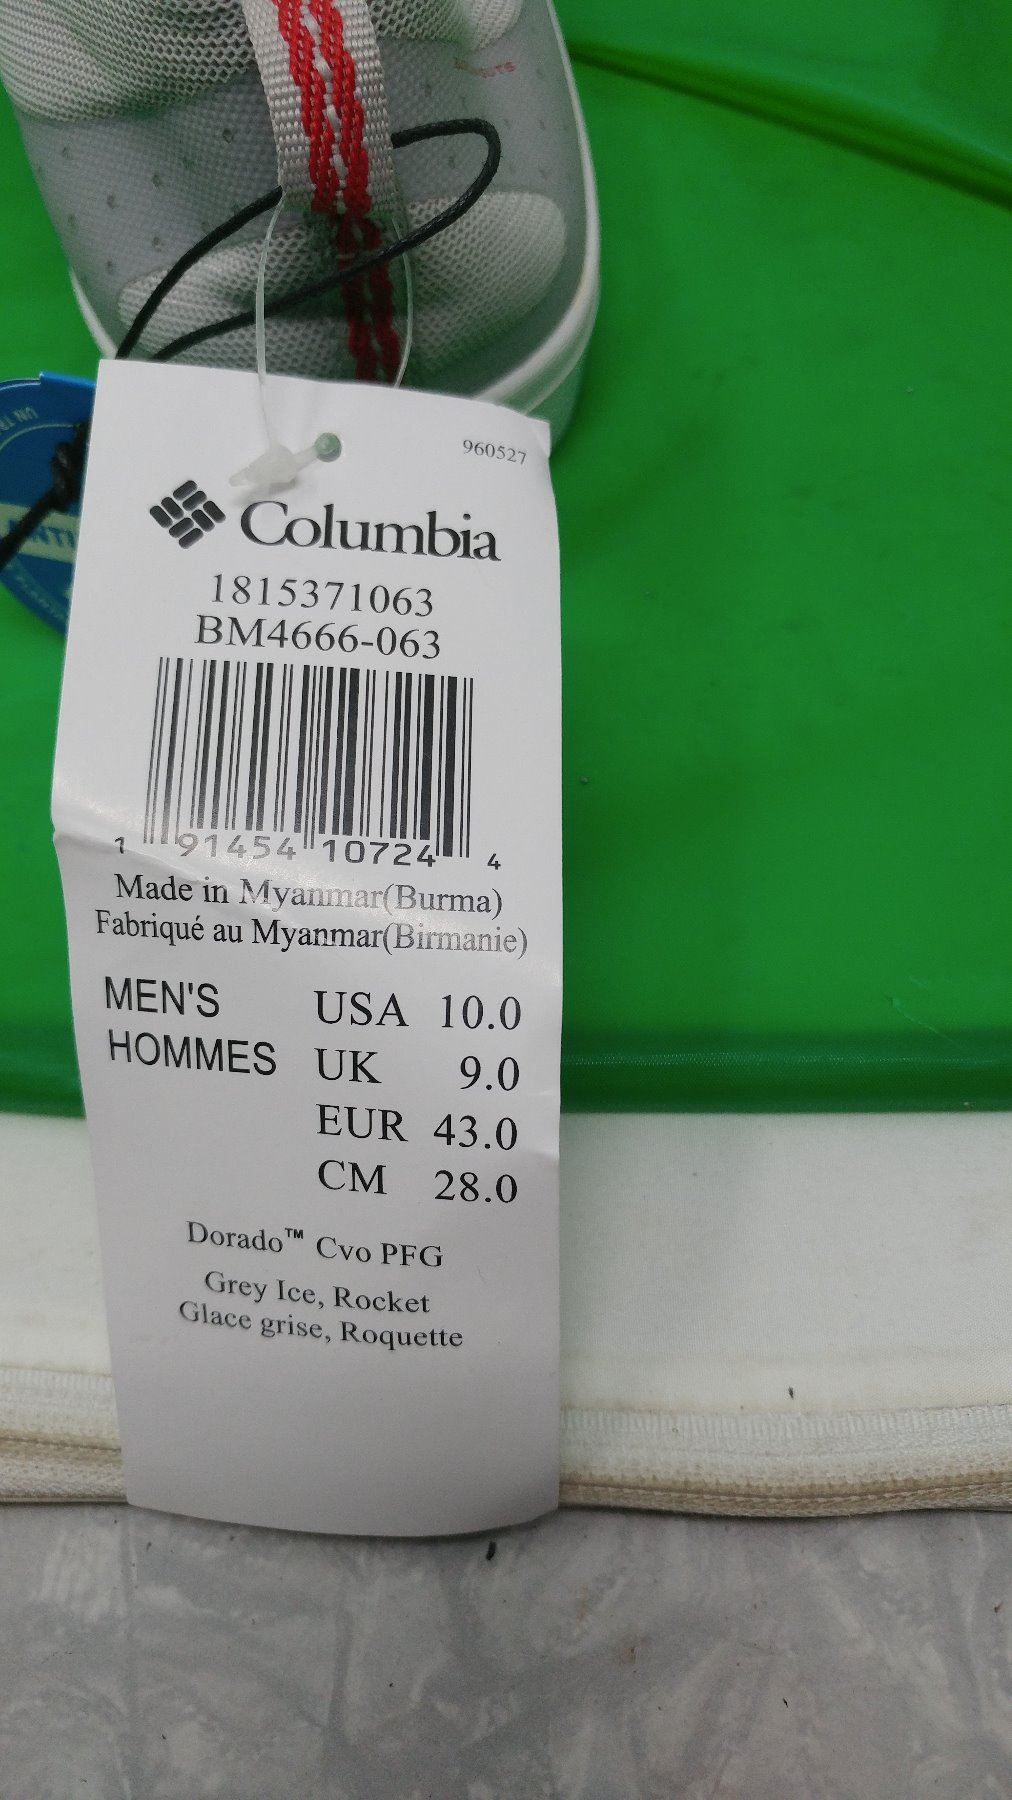 960527
Columbia
1815371063
BM4666-063
1 91454 10724 4
Made in Myanmar(Burma)
Fabriqué au Myanmar(Birmanie)
MEN'S
HOMMES
USA 10.0
UK 9.0
EUR 43.0
CM 28.0
Dorado™ Cvo PFG
Grey Ice, Rocket
Glace grise, Roquette